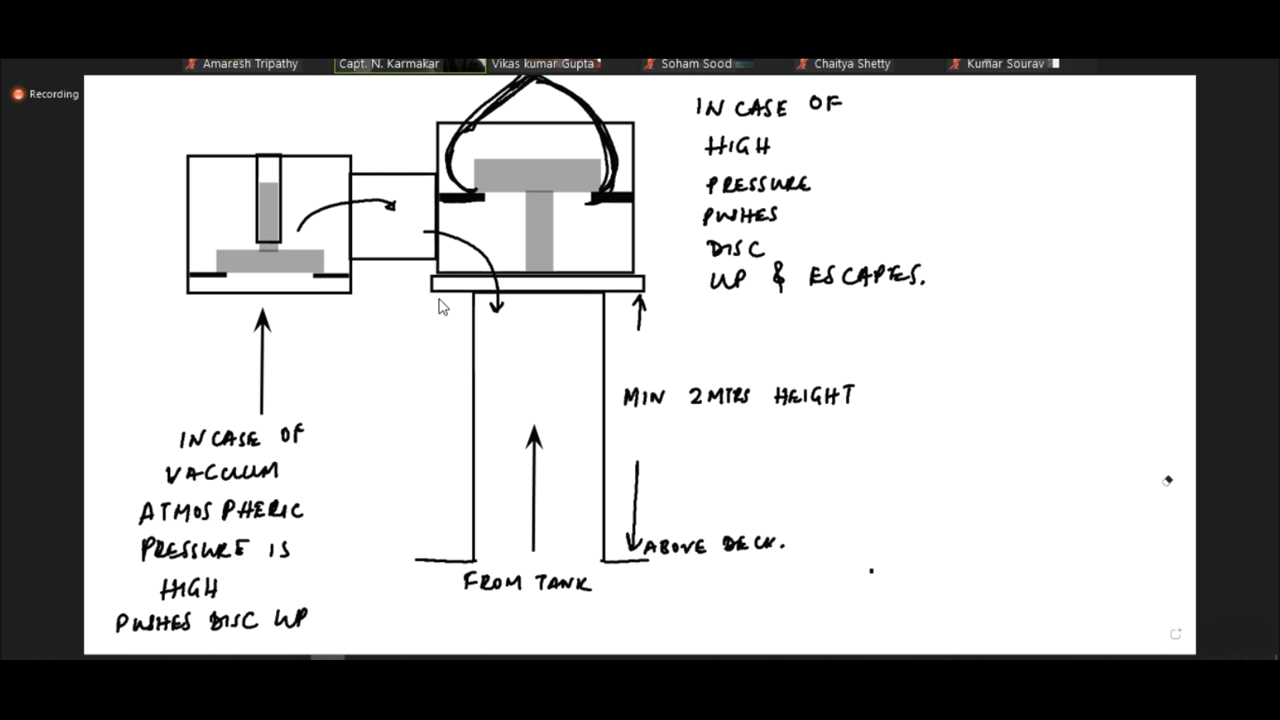 Amaresh Tripathy
Capt. N. Karmakar
Vikas kumar Gupta
Soham Sood
Chaitya Shetty
Kumar Sourav
Recording
IN CASE OF
HIGH
PRESSURE
PUSHES
DISC
UP & ESCAPES.
MIN 2 MTRS HEIGHT
IN CASE OF
VACUUM
ATMOSPHERIC
PRESSURE IS
HIGH
PUSHES DISC UP
ABOVE DECK.
FROM TANK